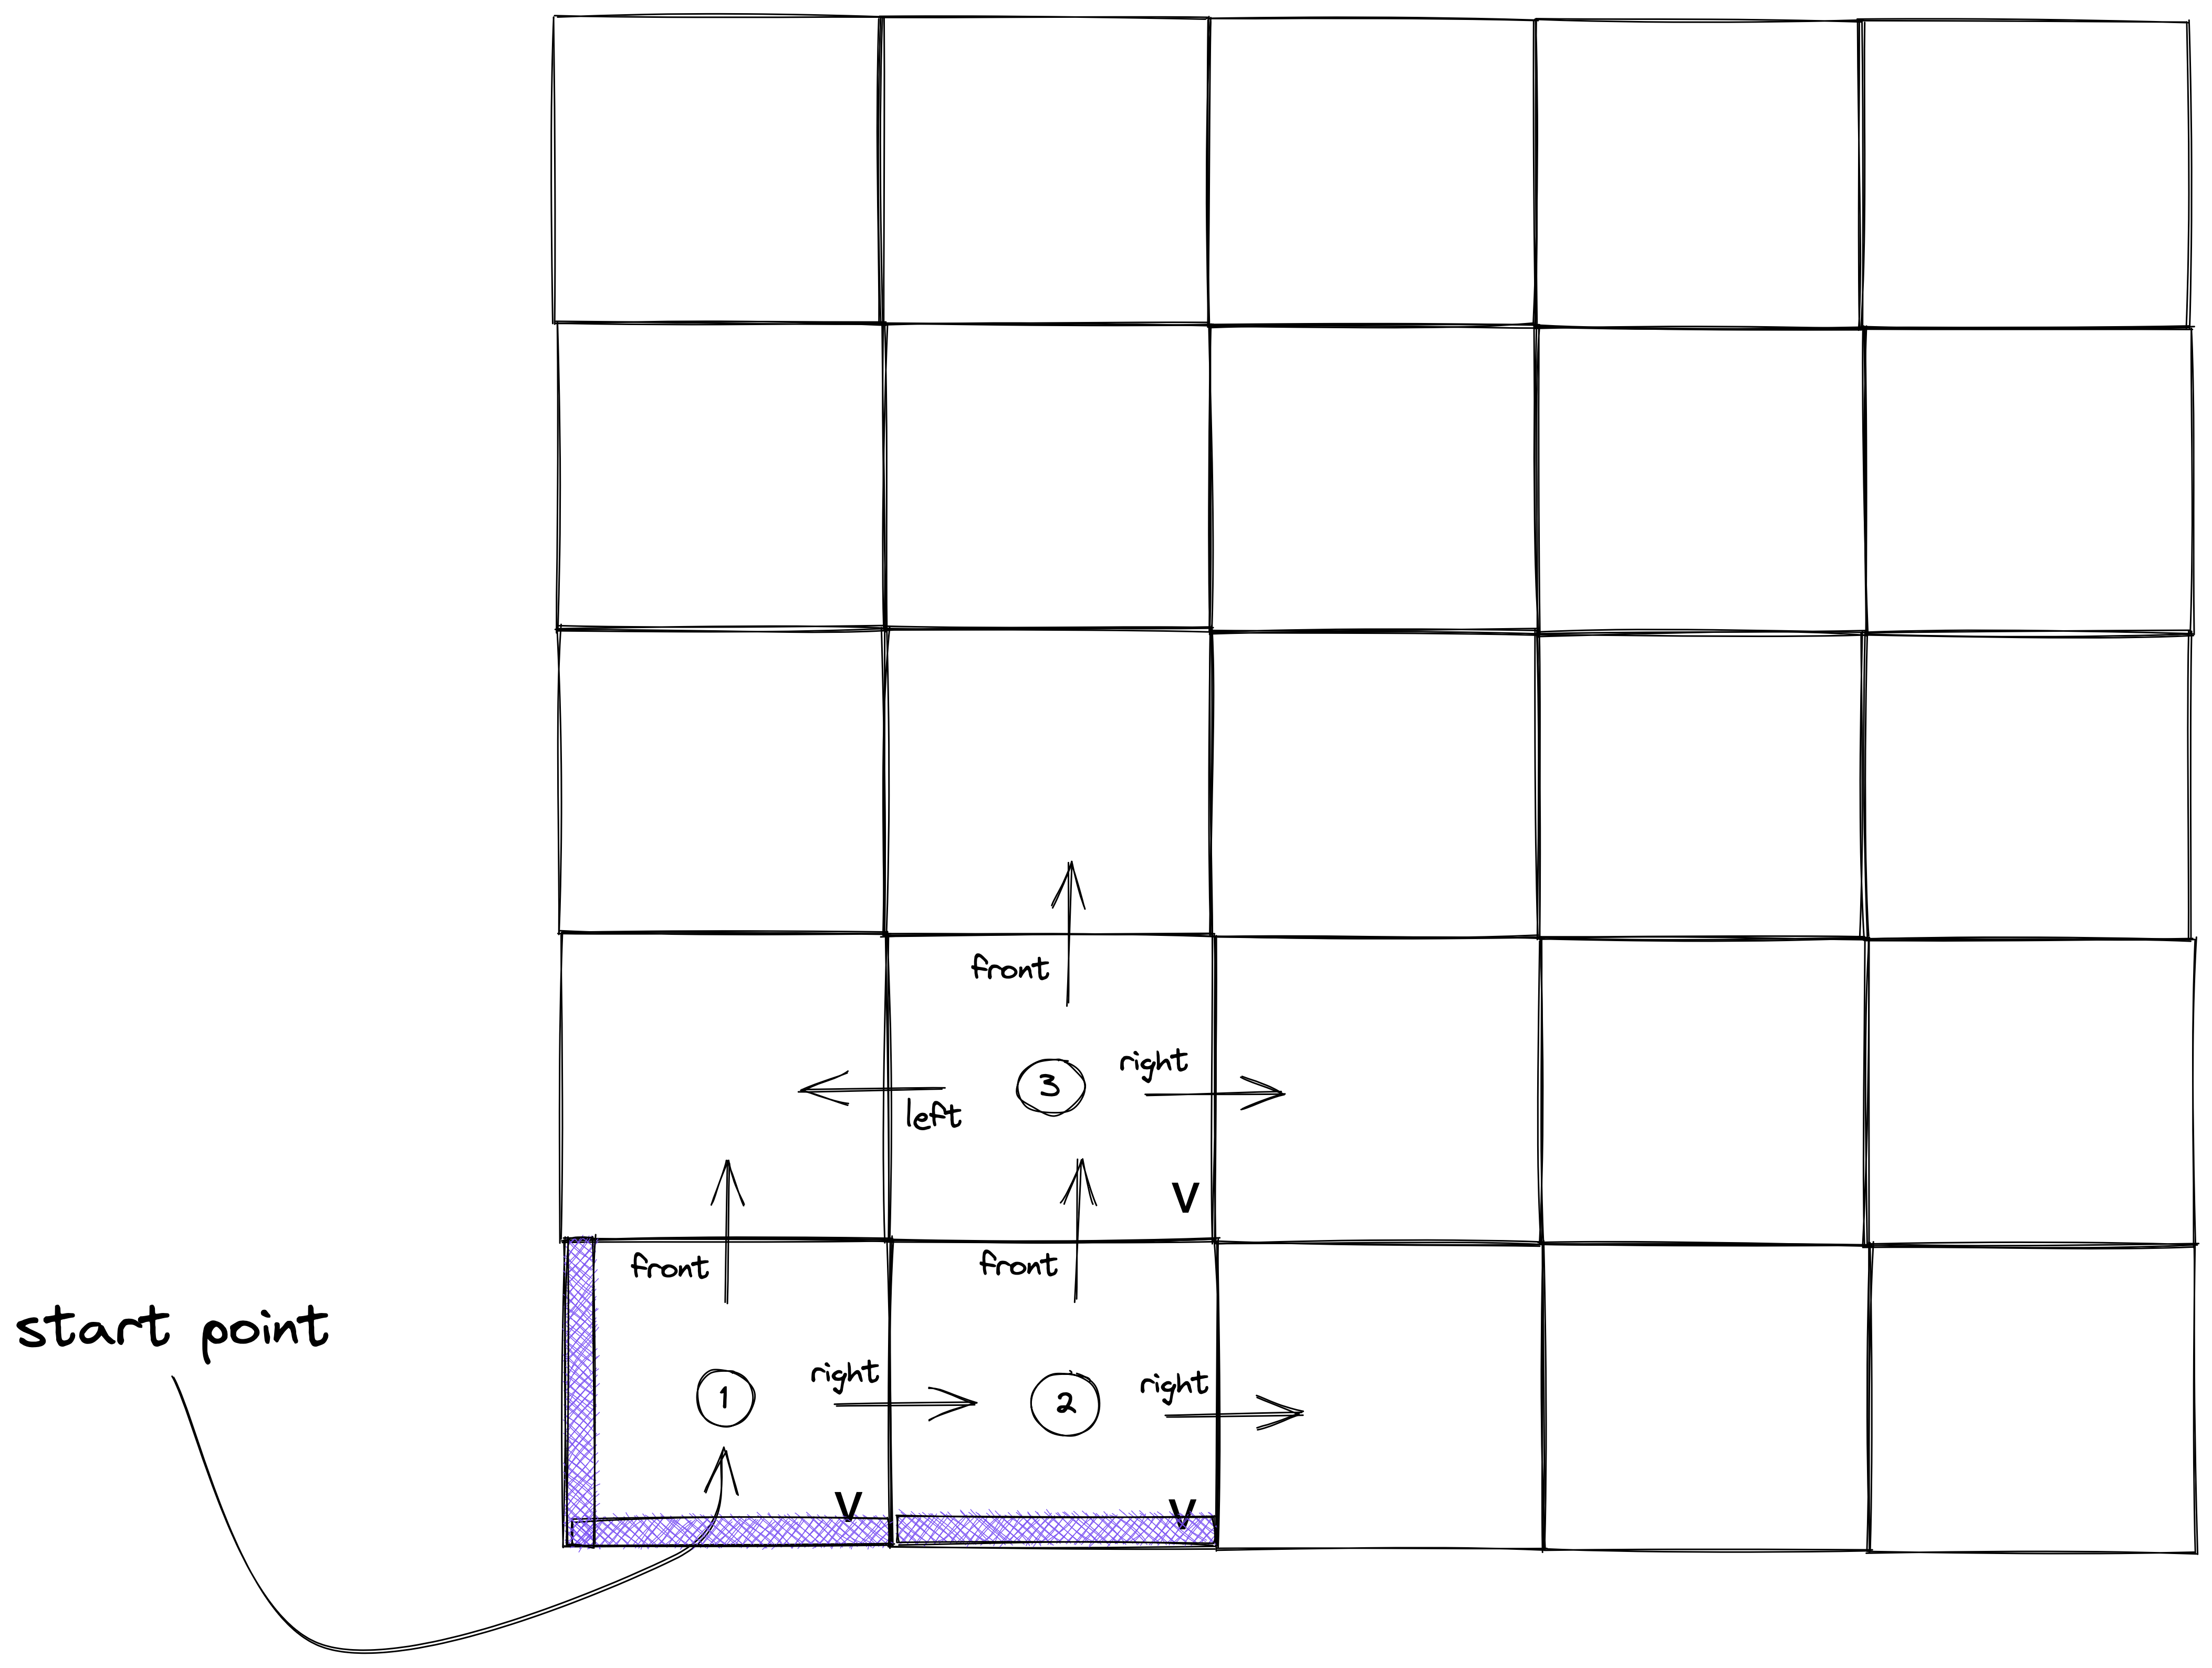 front
right
3
left
V
front
front
start point
right
1
right
2
V
V